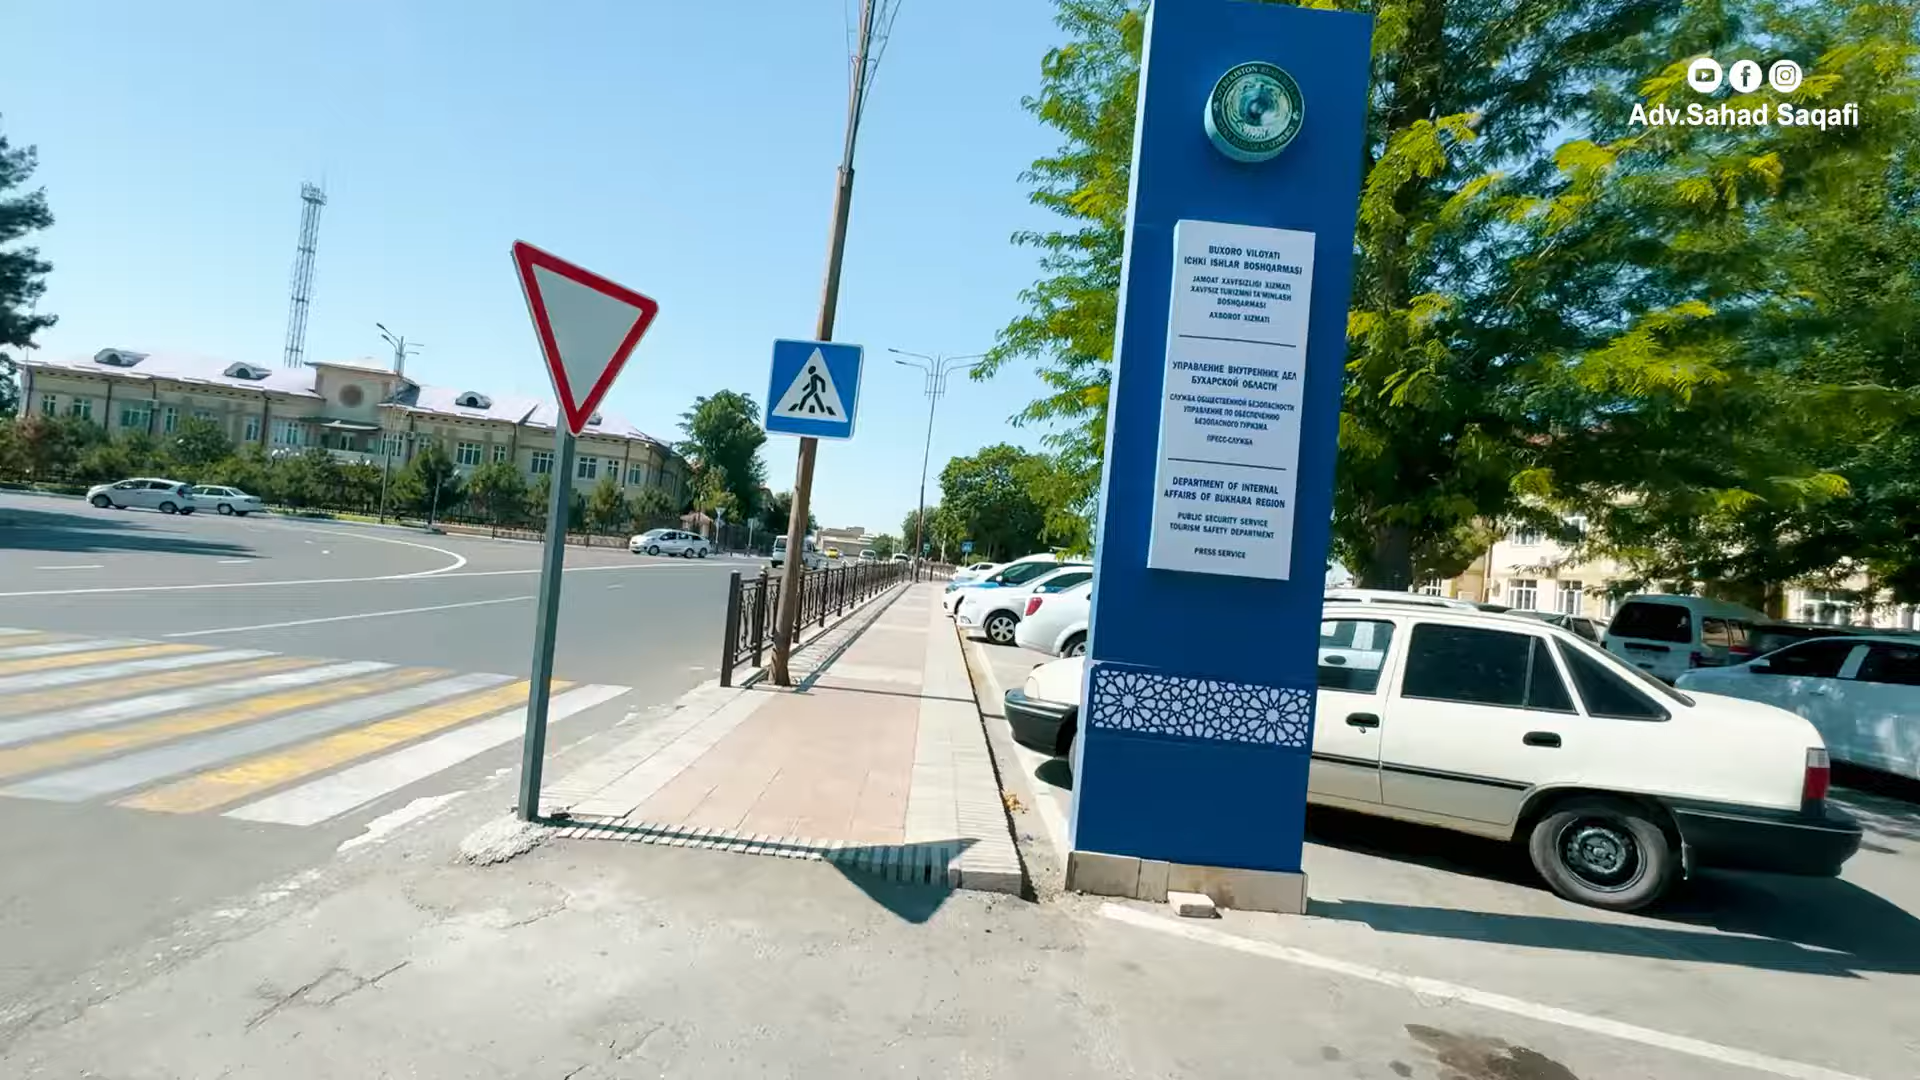 Adv.Sahad Saqafi
BUXORO VILOYATI
ICHKI ISHLAR BOSHQARMASI
JAMOAT XAVFSIZLIGI XIZMATI
XAVFSIZ TURIZMNI TA'MINLASH
BOSHQARMASI
AXBOROT XIZMATI
УПРАВЛЕНИЕ ВНУТРЕННИХ ДЕЛ
БУХАРСКОЙ ОБЛАСТИ
СЛУЖБА ОБЩЕСТВЕННОЙ БЕЗОПАСНОСТИ
УПРАВЛЕНИЕ ПО ОБЕСПЕЧЕНИЮ
БЕЗОПАСНОГО ТУРИЗМА
ПРЕСС-СЛУЖБА
DEPARTMENT OF INTERNAL
AFFAIRS OF BUKHARA REGION
PUBLIC SECURITY SERVICE
TOURISM SAFETY DEPARTMENT
PRESS SERVICE